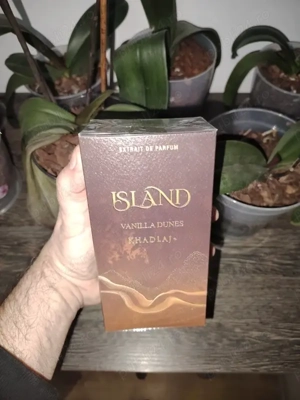 EXTRAIT DE PARFUM
ISLAND
VANILLA DUNES
KHADLAJ